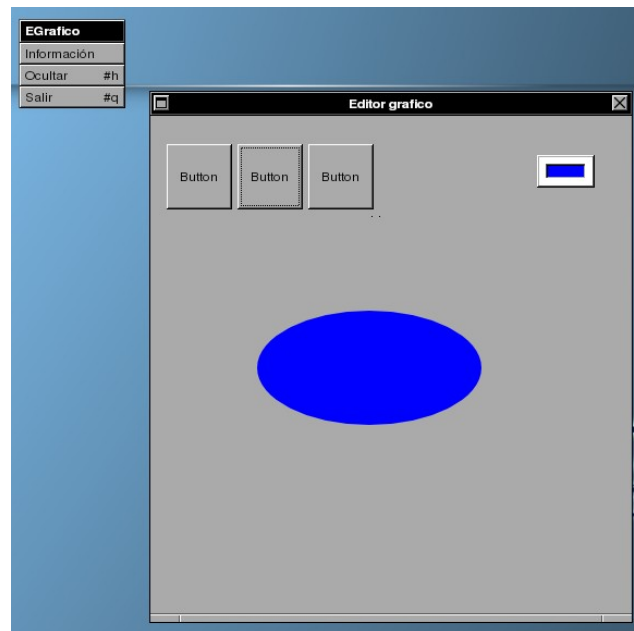 EGrafico
Información
Ocultar #h
Salir #q
Editor grafico
Button Button Button